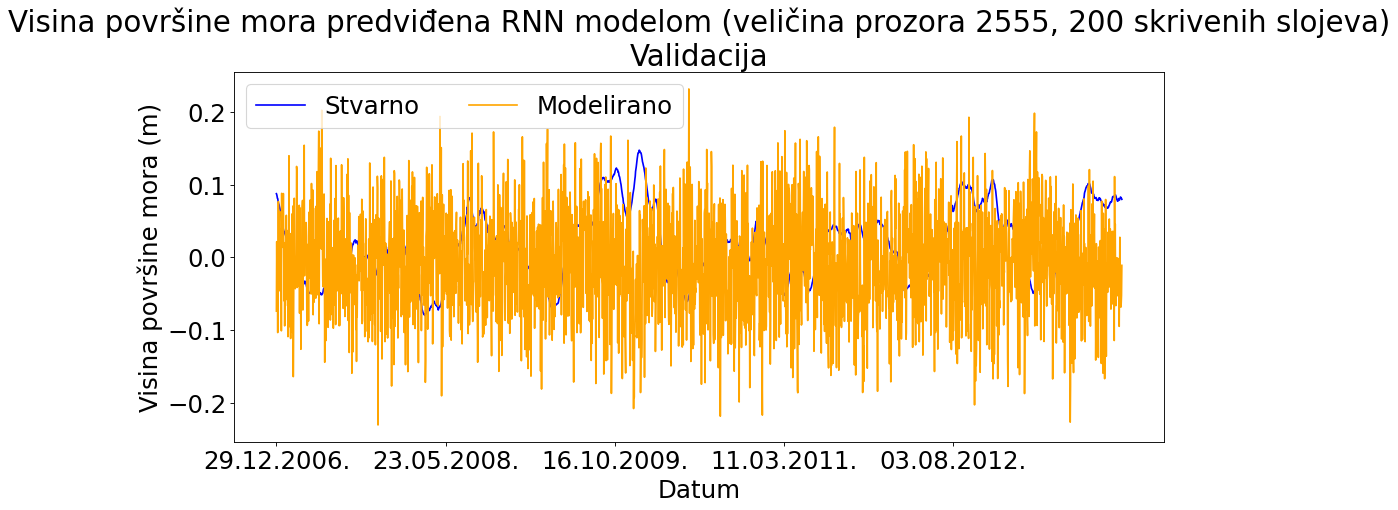 Visina površine mora predviđena RNN modelom (veličina prozora 2555, 200 skrivenih slojeva)
Validacija
Stvarno Modelirano
Visina površine mora (m)
0.2
0.1
0.0
−0.1
−0.2
29.12.2006. 23.05.2008. 16.10.2009. 11.03.2011. 03.08.2012.
Datum